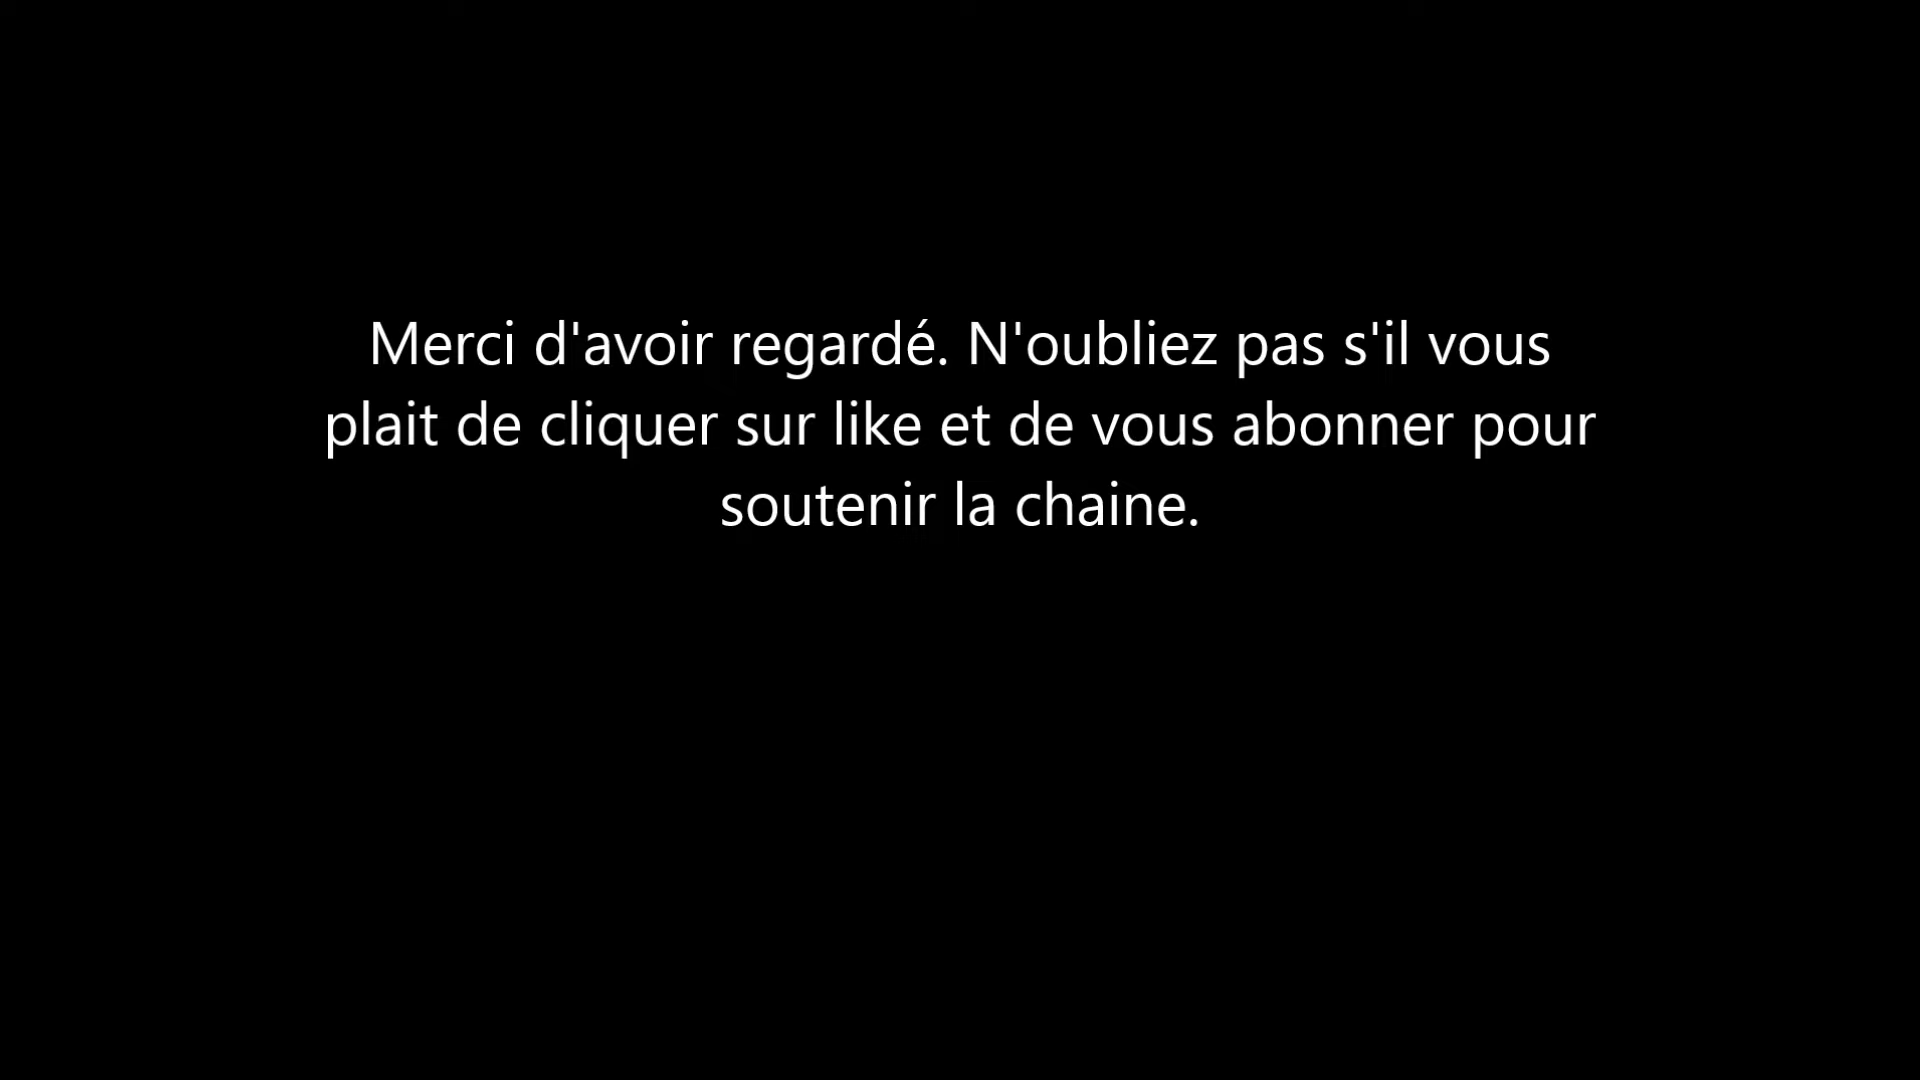 Merci d'avoir regardé. N'oubliez pas s'il vous
plait de cliquer sur like et de vous abonner pour
soutenir la chaine.